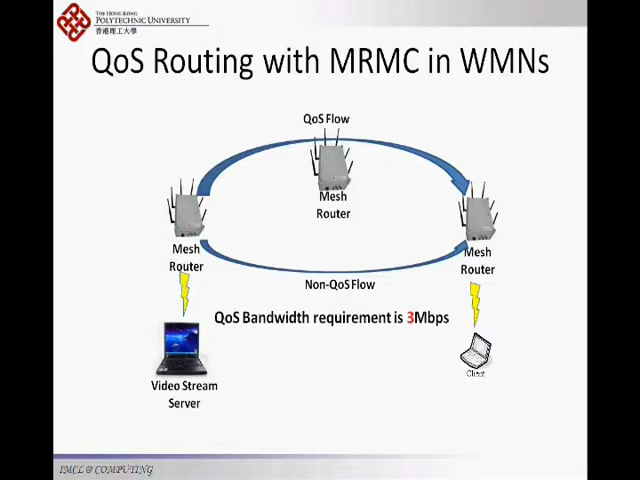 THE HONG KONG
POLYTECHNIC UNIVERSITY
香港理工大學
QoS Routing with MRMC in WMNs
QoS Flow
Mesh
Router
Mesh
Router
Mesh
Router
Non-QoS Flow
QoS Bandwidth requirement is 3Mbps
Video Stream
Server
Client
IMCL @ COMPUTING